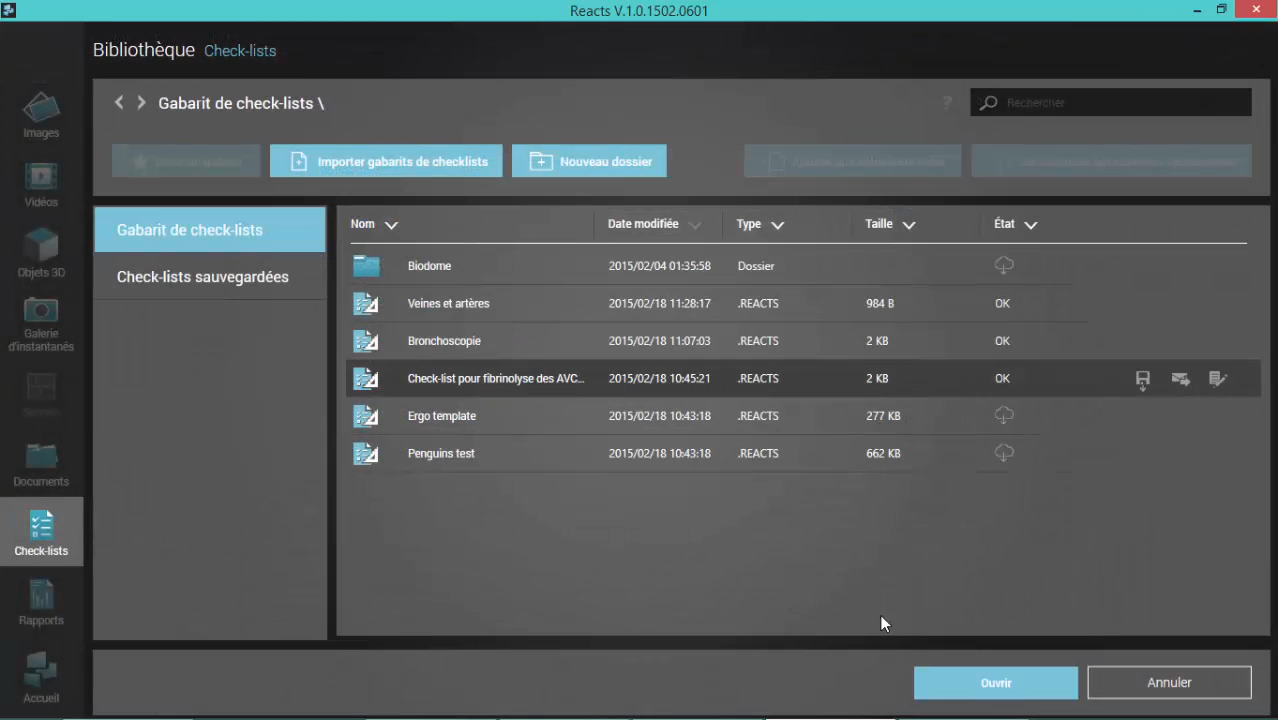 Reacts V.1.0.1502.0601
Bibliothèque Check-lists
Gabarit de check-lists \
?
Rechercher
Importer gabarits de checklists
Nouveau dossier
Images
Vidéos
Objets 3D
Galerie
d'instantanés
Documents
Check-lists
Rapports
Accueil
Gabarit de check-lists
Check-lists sauvegardées
Nom Date modifiée Type Taille État
Biodome 2015/02/04 01:35:58 Dossier
Veines et artères 2015/02/18 11:28:17 .REACTS 984 B OK
Bronchoscopie 2015/02/18 11:07:03 .REACTS 2 KB OK
Check-list pour fibrinolyse des AVC... 2015/02/18 10:45:21 .REACTS 2 KB OK
Ergo template 2015/02/18 10:43:18 .REACTS 277 KB
Penguins test 2015/02/18 10:43:18 .REACTS 662 KB
Ouvrir
Annuler